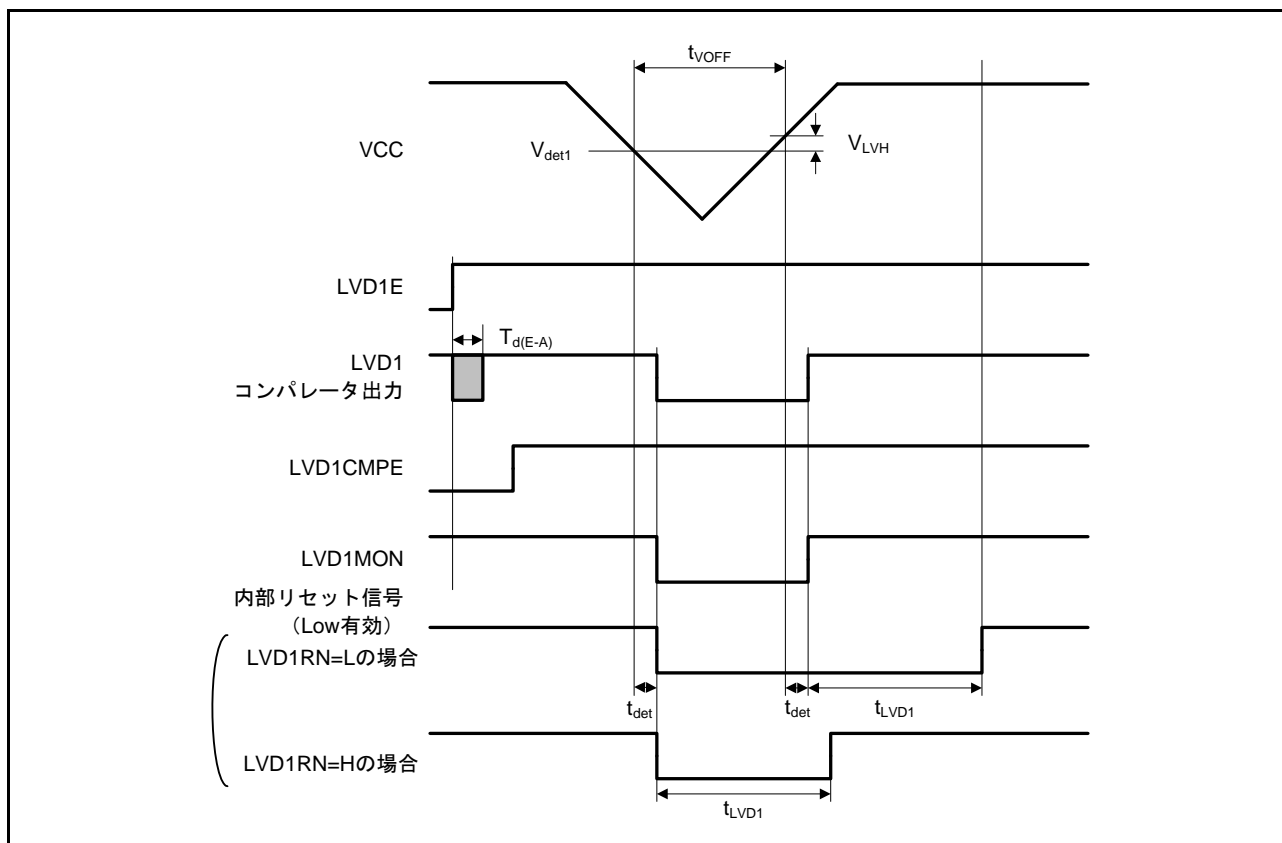 tVOFF
VCC
Vdet1
VLVH
LVD1E
Td(E-A)
LVD1
コンパレータ出力
LVD1CMPE
LVD1MON
内部リセット信号
（Low有効）
LVD1RN=Lの場合
tdet
tdet
tLVD1
LVD1RN=Hの場合
tLVD1